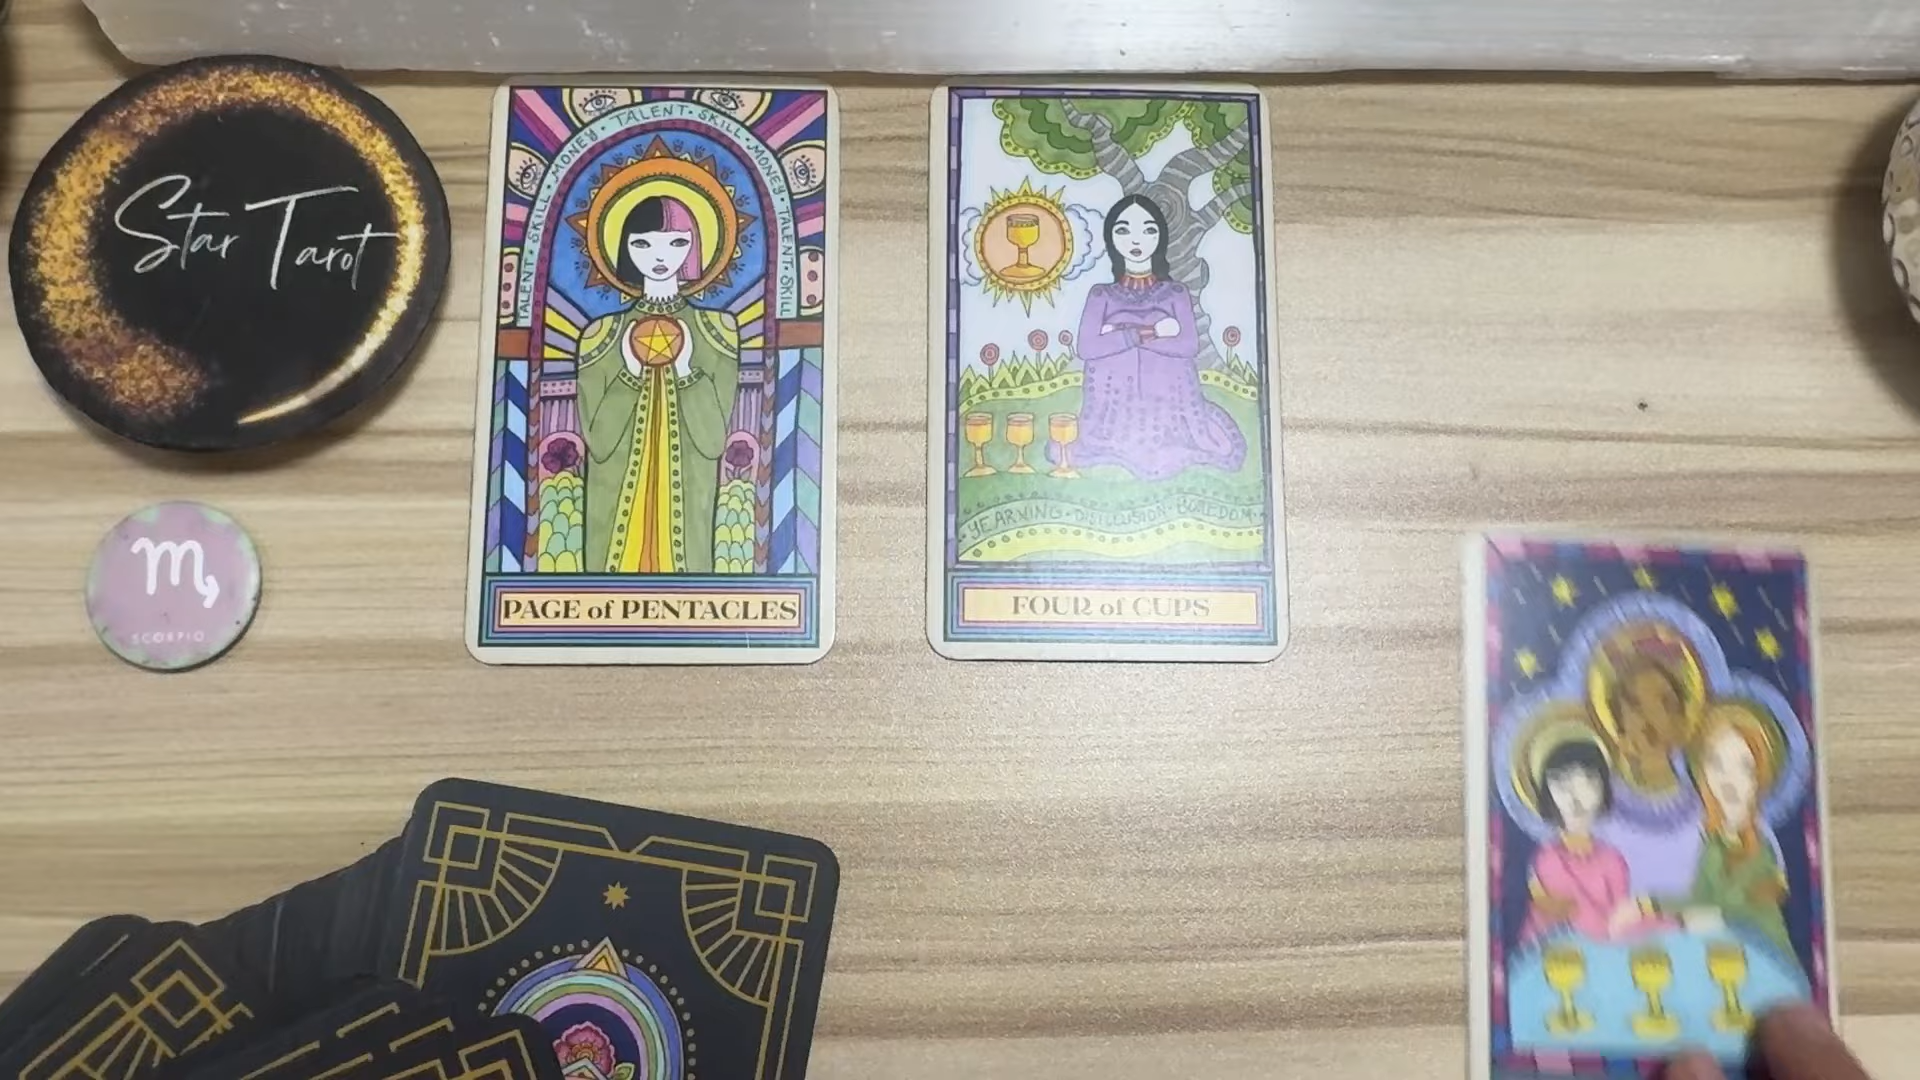 Star Tarot
TALENT · SKILL · MONEY · TALENT · SKILL · MONEY · TALENT · SKILL
PAGE of PENTACLES
YEARNING · DISILLUSION · BOREDOM
FOUR of CUPS
SCORPIO